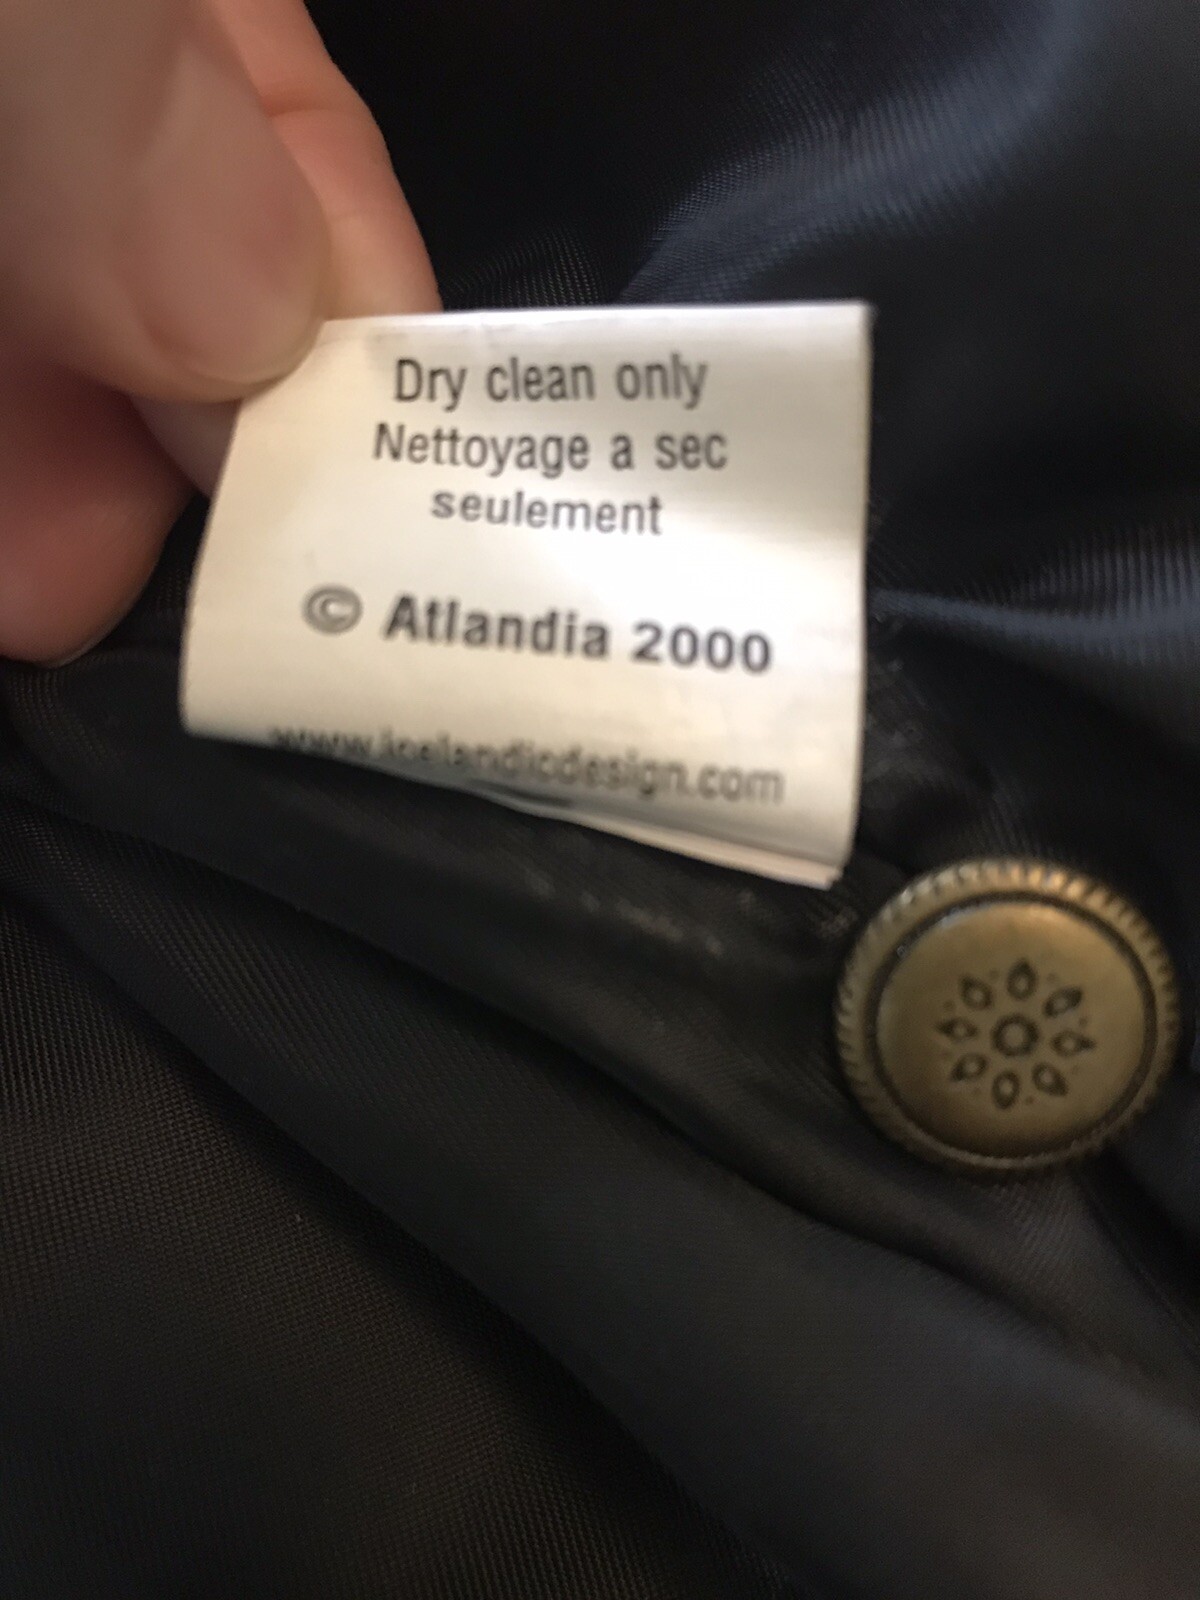 Dry clean only
Nettoyage a sec
seulement
© Atlandia 2000
www.icelandicdesign.com